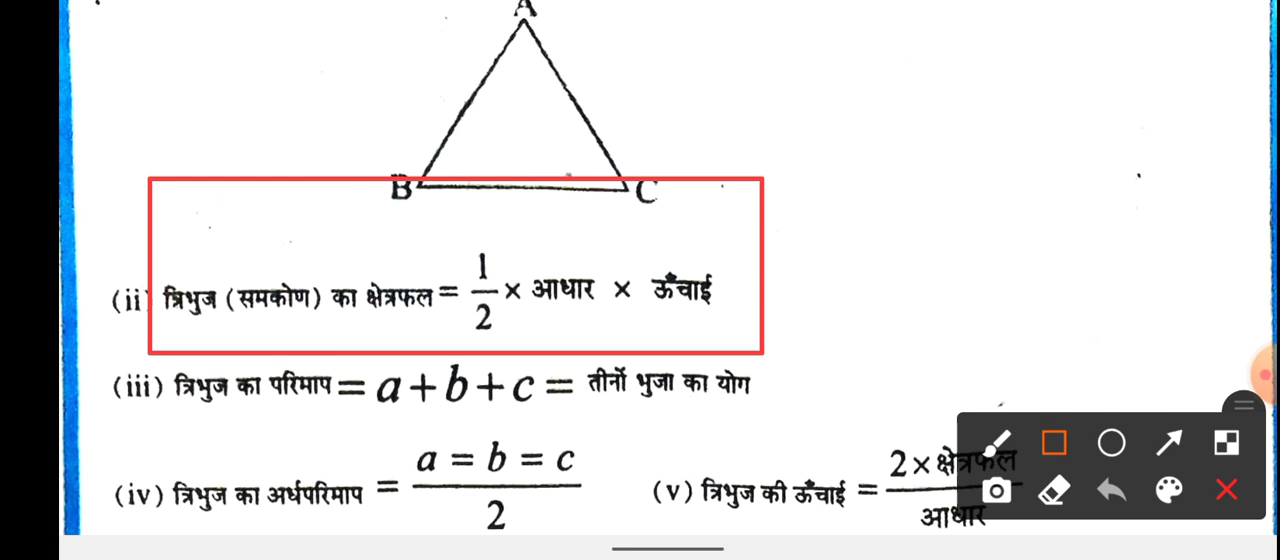 A
B C
(ii) त्रिभुज (समकोण) का क्षेत्रफल = 1/2 × आधार × ऊँचाई
(iii) त्रिभुज का परिमाप = a + b + c = तीनों भुजा का योग
(iv) त्रिभुज का अर्धपरिमाप = a = b = c / 2 (v) त्रिभुज की ऊँचाई = 2 × क्षेत्रफल / आधार